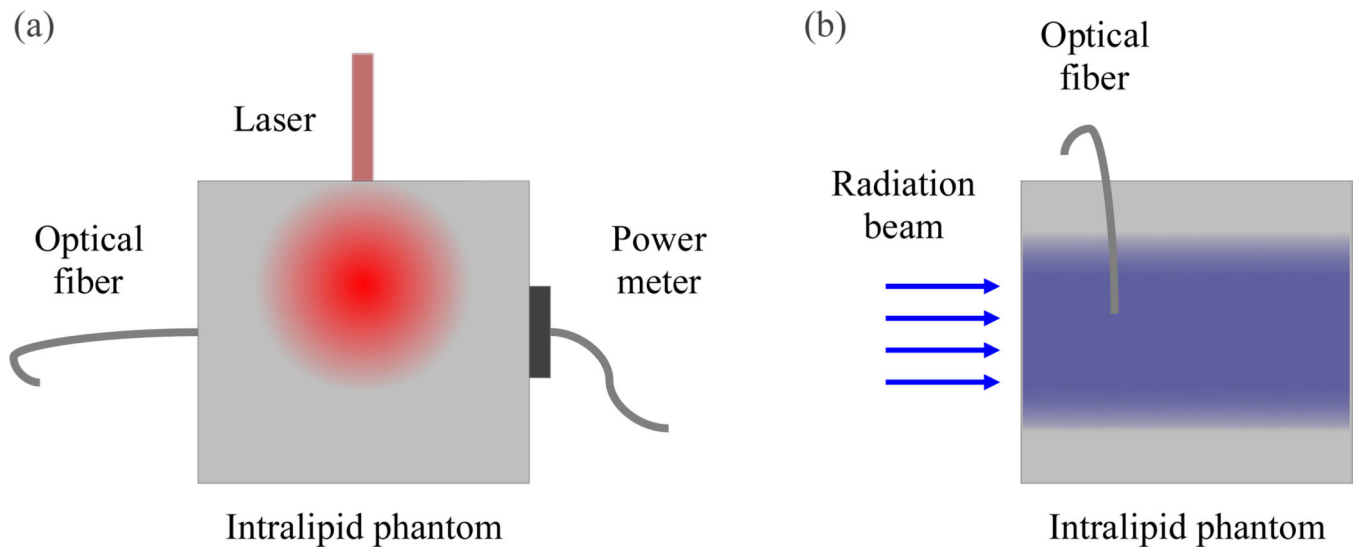 (a)
Laser
Optical
fiber
Power
meter
Intralipid phantom
(b)
Optical
fiber
Radiation
beam
Intralipid phantom